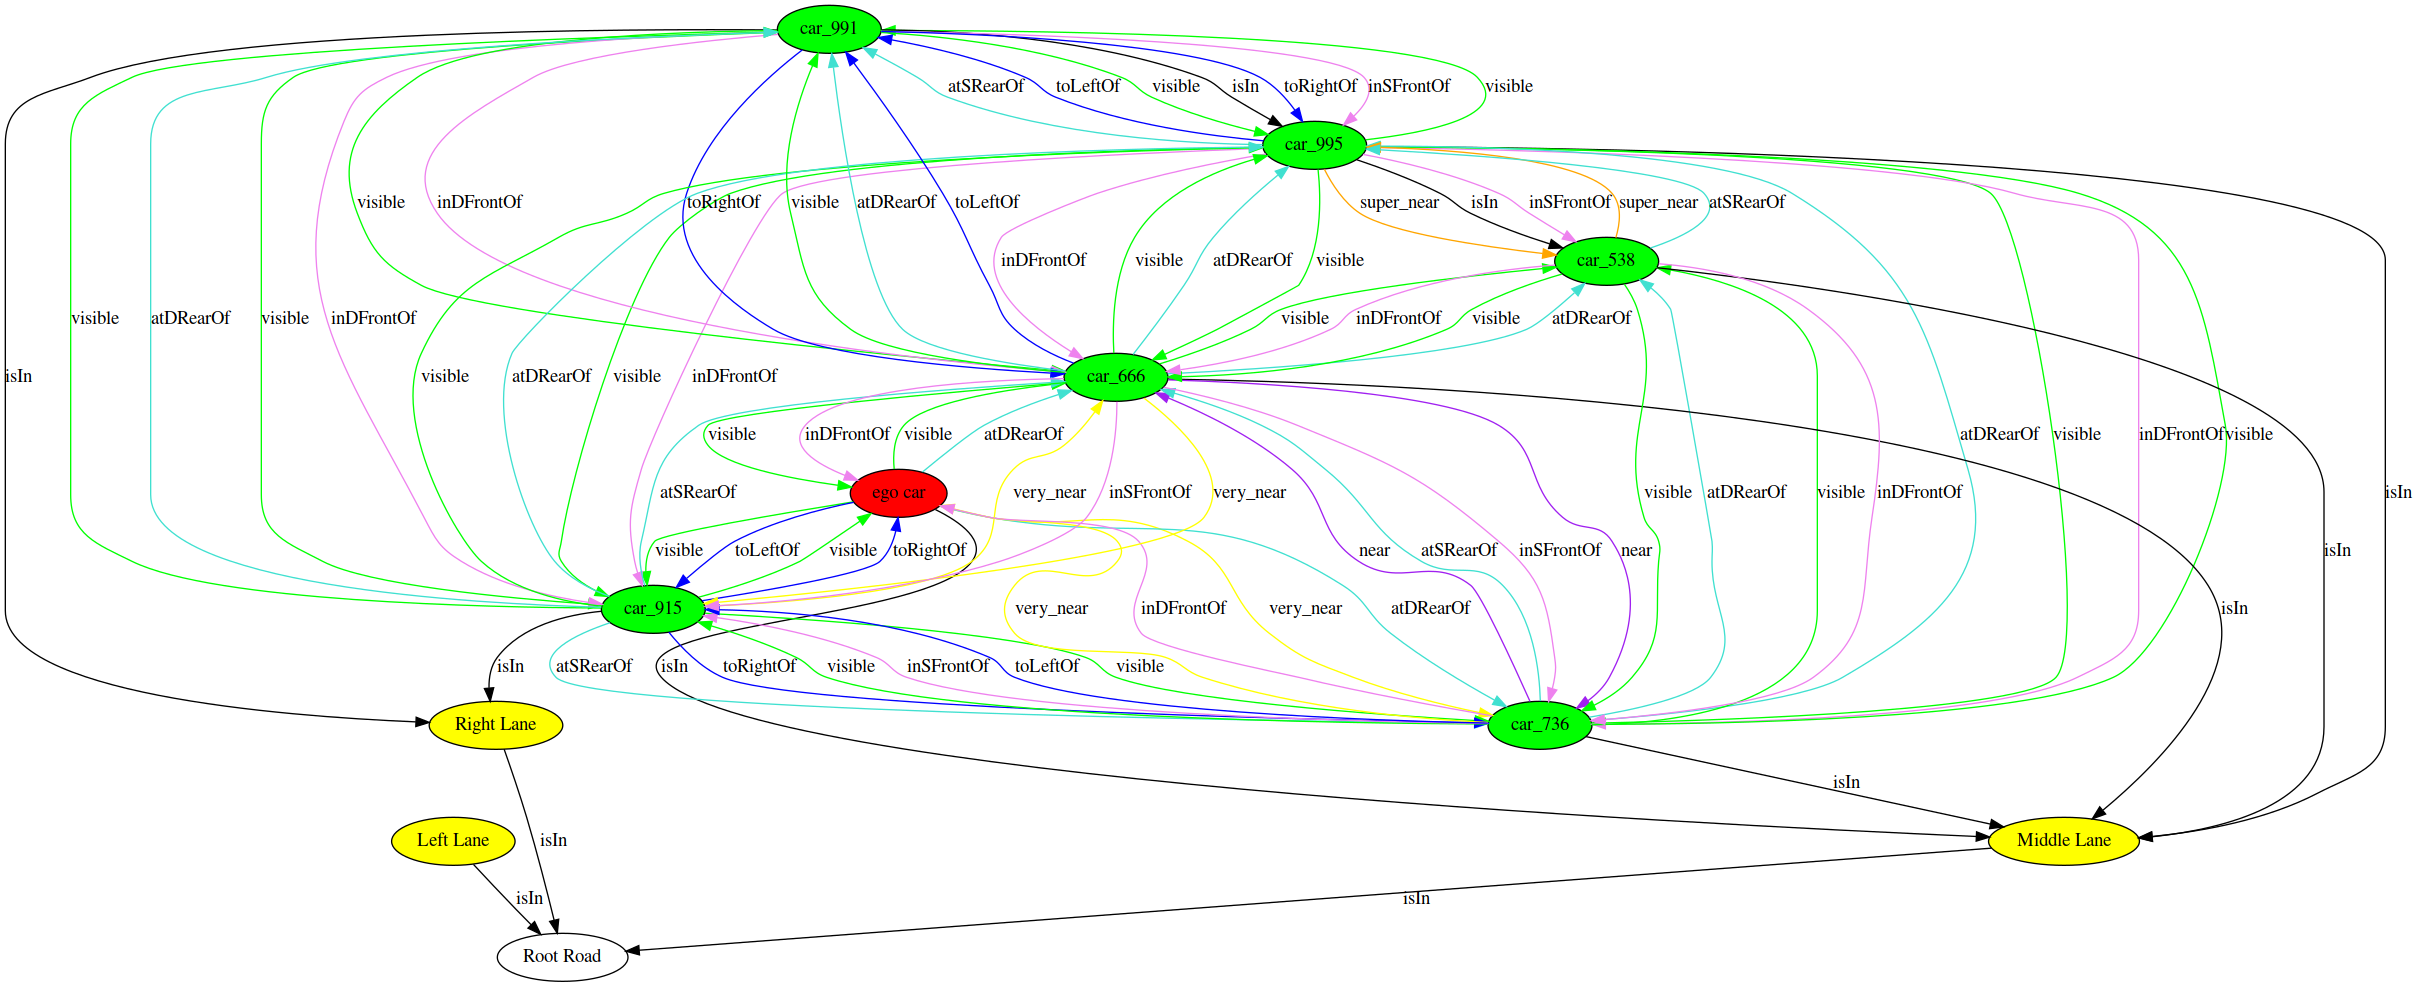 car_991
atSRearOf
toLeftOf
visible
isIn
toRightOf
inSFrontOf
visible
car_995
visible
inDFrontOf
toRightOf
visible
atDRearOf
toLeftOf
super_near
isIn
inSFrontOf
super_near
atSRearOf
inDFrontOf
visible
atDRearOf
visible
car_538
visible
atDRearOf
visible
inDFrontOf
visible
inDFrontOf
visible
atDRearOf
isIn
visible
atDRearOf
visible
inDFrontOf
car_666
visible
inDFrontOf
visible
atDRearOf
atDRearOf
visible
inDFrontOf
visible
atSRearOf
ego car
very_near
inSFrontOf
very_near
visible
atDRearOf
visible
inDFrontOf
isIn
visible
toLeftOf
visible
toRightOf
near
atSRearOf
inSFrontOf
near
isIn
car_915
very_near
inDFrontOf
very_near
atDRearOf
isIn
isIn
atSRearOf
isIn
toRightOf
visible
inSFrontOf
toLeftOf
visible
Right Lane
car_736
isIn
Left Lane
isIn
Middle Lane
isIn
isIn
Root Road